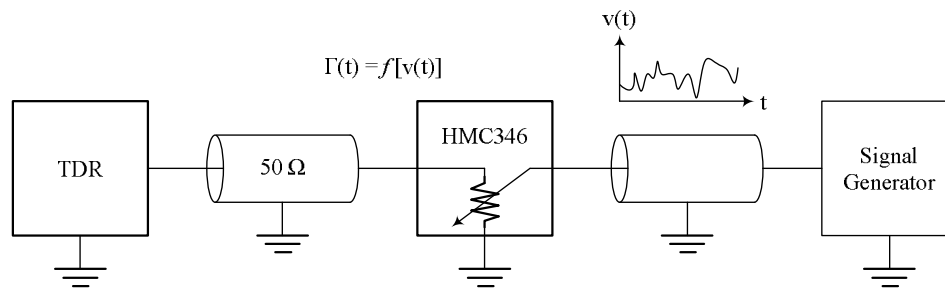 v(t)
Γ(t) =f[v(t)]
t
HMC346
TDR
50 Ω
Signal
Generator